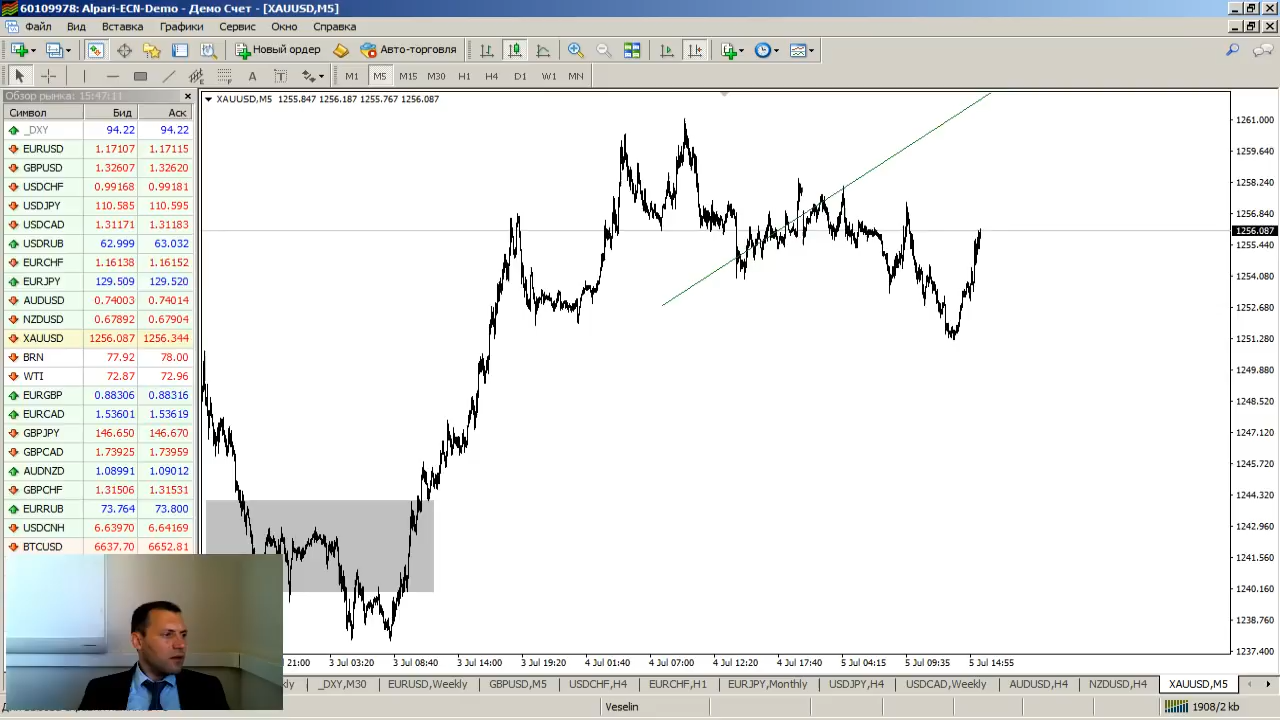 60109978: Alpari-ECN-Demo - Демо Счет - [XAUUSD,M5]
Файл Вид Вставка Графики Сервис Окно Справка
Новый ордер Авто-торгов
A T M1 M5 M15 M30 H1 H4 D1 W1 MN
Обзор рынка: 15:47:11
Символ Бид Аск
_DXY 94.22 94.22
EURUSD 1.17107 1.17115
GBPUSD 1.32607 1.32620
USDCHF 0.99168 0.99181
USDJPY 110.585 110.595
USDCAD 1.31171 1.31183
USDRUB 62.999 63.032
EURCHF 1.16138 1.16152
EURJPY 129.509 129.520
AUDUSD 0.74003 0.74014
NZDUSD 0.67892 0.67904
XAUUSD 1256.087 1256.344
BRN 77.92 78.00
WTI 72.87 72.96
EURGBP 0.88306 0.88316
EURCAD 1.53601 1.53619
GBPJPY 146.650 146.670
GBPCAD 1.73925 1.73959
AUDNZD 1.08991 1.09012
GBPCHF 1.31506 1.31531
EURRUB 73.764 73.800
USDCNH 6.63970 6.64169
BTCUSD 6637.70 6652.81
XAUUSD,M5 1255.847 1256.187 1255.767 1256.087
1261.000
1259.640
1258.240
1256.840
1256.087
1255.440
1254.080
1252.680
1251.280
1249.880
1248.520
1247.120
1245.720
1244.320
1242.960
1241.560
1240.160
1238.760
1237.400
21:00 3 Jul 03:20 3 Jul 08:40 3 Jul 14:00 3 Jul 19:20 4 Jul 01:40 4 Jul 07:00 4 Jul 12:20 4 Jul 17:40 5 Jul 04:15 5 Jul 09:35 5 Jul 14:55
_DXY,M30 EURUSD,Weekly GBPUSD,M5 USDCHF,H4 EURCHF,H1 EURJPY,Monthly USDJPY,H4 USDCAD,Weekly AUDUSD,H4 NZDUSD,H4 XAUUSD,M5
Veselin 1908/2 kb